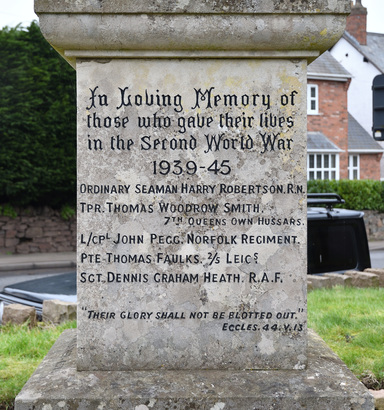 In Loving Memory of
those who gave their lives
in the Second World War
1939-45
ORDINARY SEAMAN HARRY ROBERTSON. R.N.
TPR. THOMAS WOODROW SMITH.
7TH QUEENS OWN HUSSARS.
L/CPL JOHN PEGG. NORFOLK REGIMENT.
PTE THOMAS FAULKS. 2/5 LEICS
SGT. DENNIS GRAHAM HEATH. R.A.F.
"THEIR GLORY SHALL NOT BE BLOTTED OUT."
ECCLES. 44. V. 13